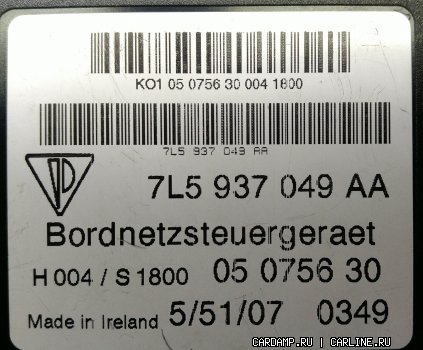 KO1 05 0756 30 004 1800
7L5 937 049 AA
7L5 937 049 AA
Bordnetzsteuergeraet
H 004 / S 1800 05 0756 30
Made in Ireland 5/51/07 0349
CARDAMP.RU | CARLINE.RU